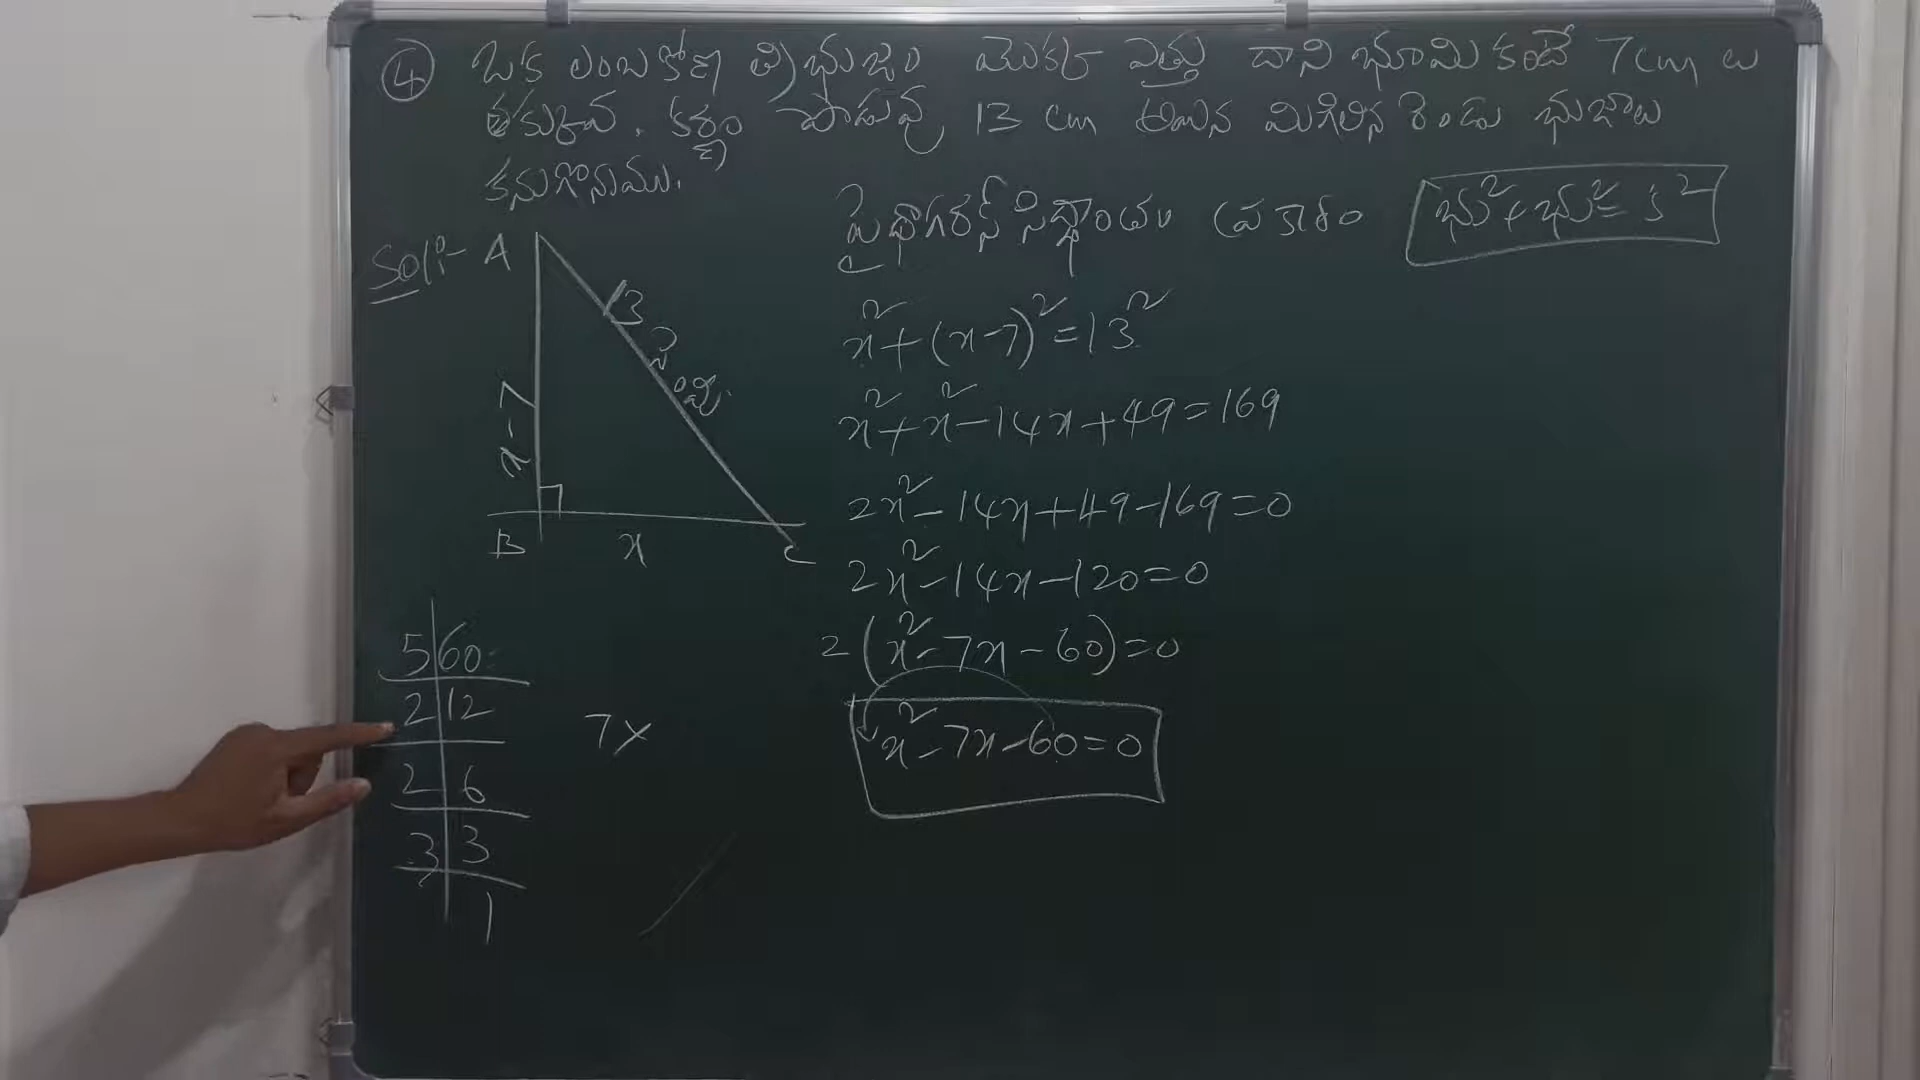 ④ ఒక లంబకోణ త్రిభుజం యొక్క ఎత్తు దాని భూమి కంటే 7cm లు
తక్కువ. కర్ణం పొడువు 13 cm అయిన మిగిలిన రెండు భుజాలు
కనుగొనుము.
పైథాగరస్ సిద్ధాంతం ప్రకారం
భు² + భు² = క²
Sol:-
A
13 సెం.మీ.
x-7
B
x
C
x² + (x-7)² = 13²
x² + x² - 14x + 49 = 169
2x² - 14x + 49 - 169 = 0
2x² - 14x - 120 = 0
2 (x² - 7x - 60) = 0
x² - 7x - 60 = 0
5 | 60
2 | 12
2 | 6
3 | 3
1
7x